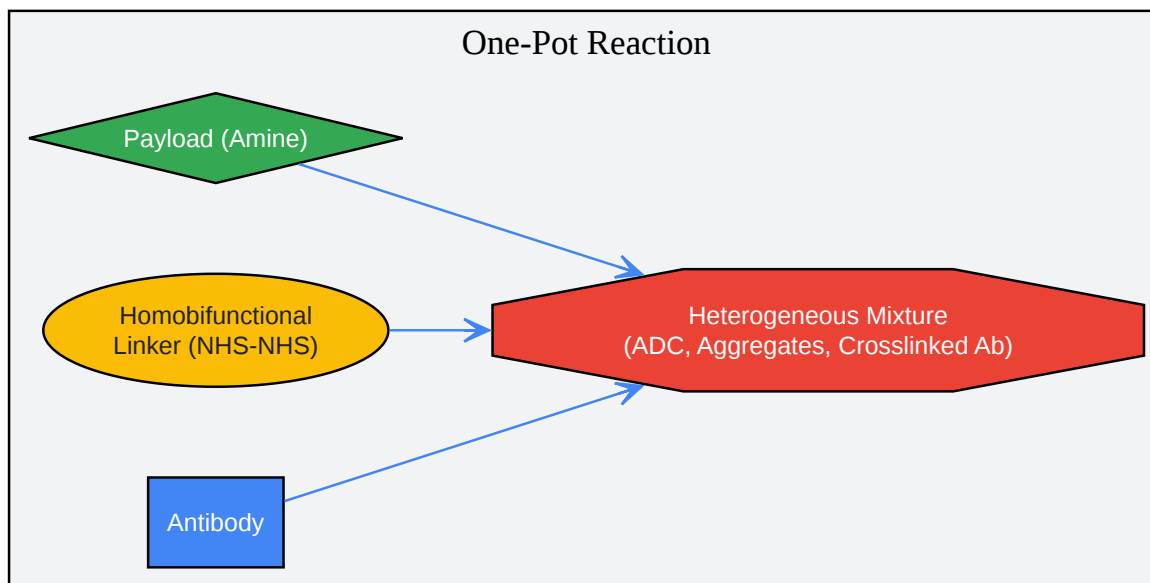 One-Pot Reaction
Payload (Amine)
Homobifunctional
Linker (NHS-NHS)
Heterogeneous Mixture
(ADC, Aggregates, Crosslinked Ab)
Antibody